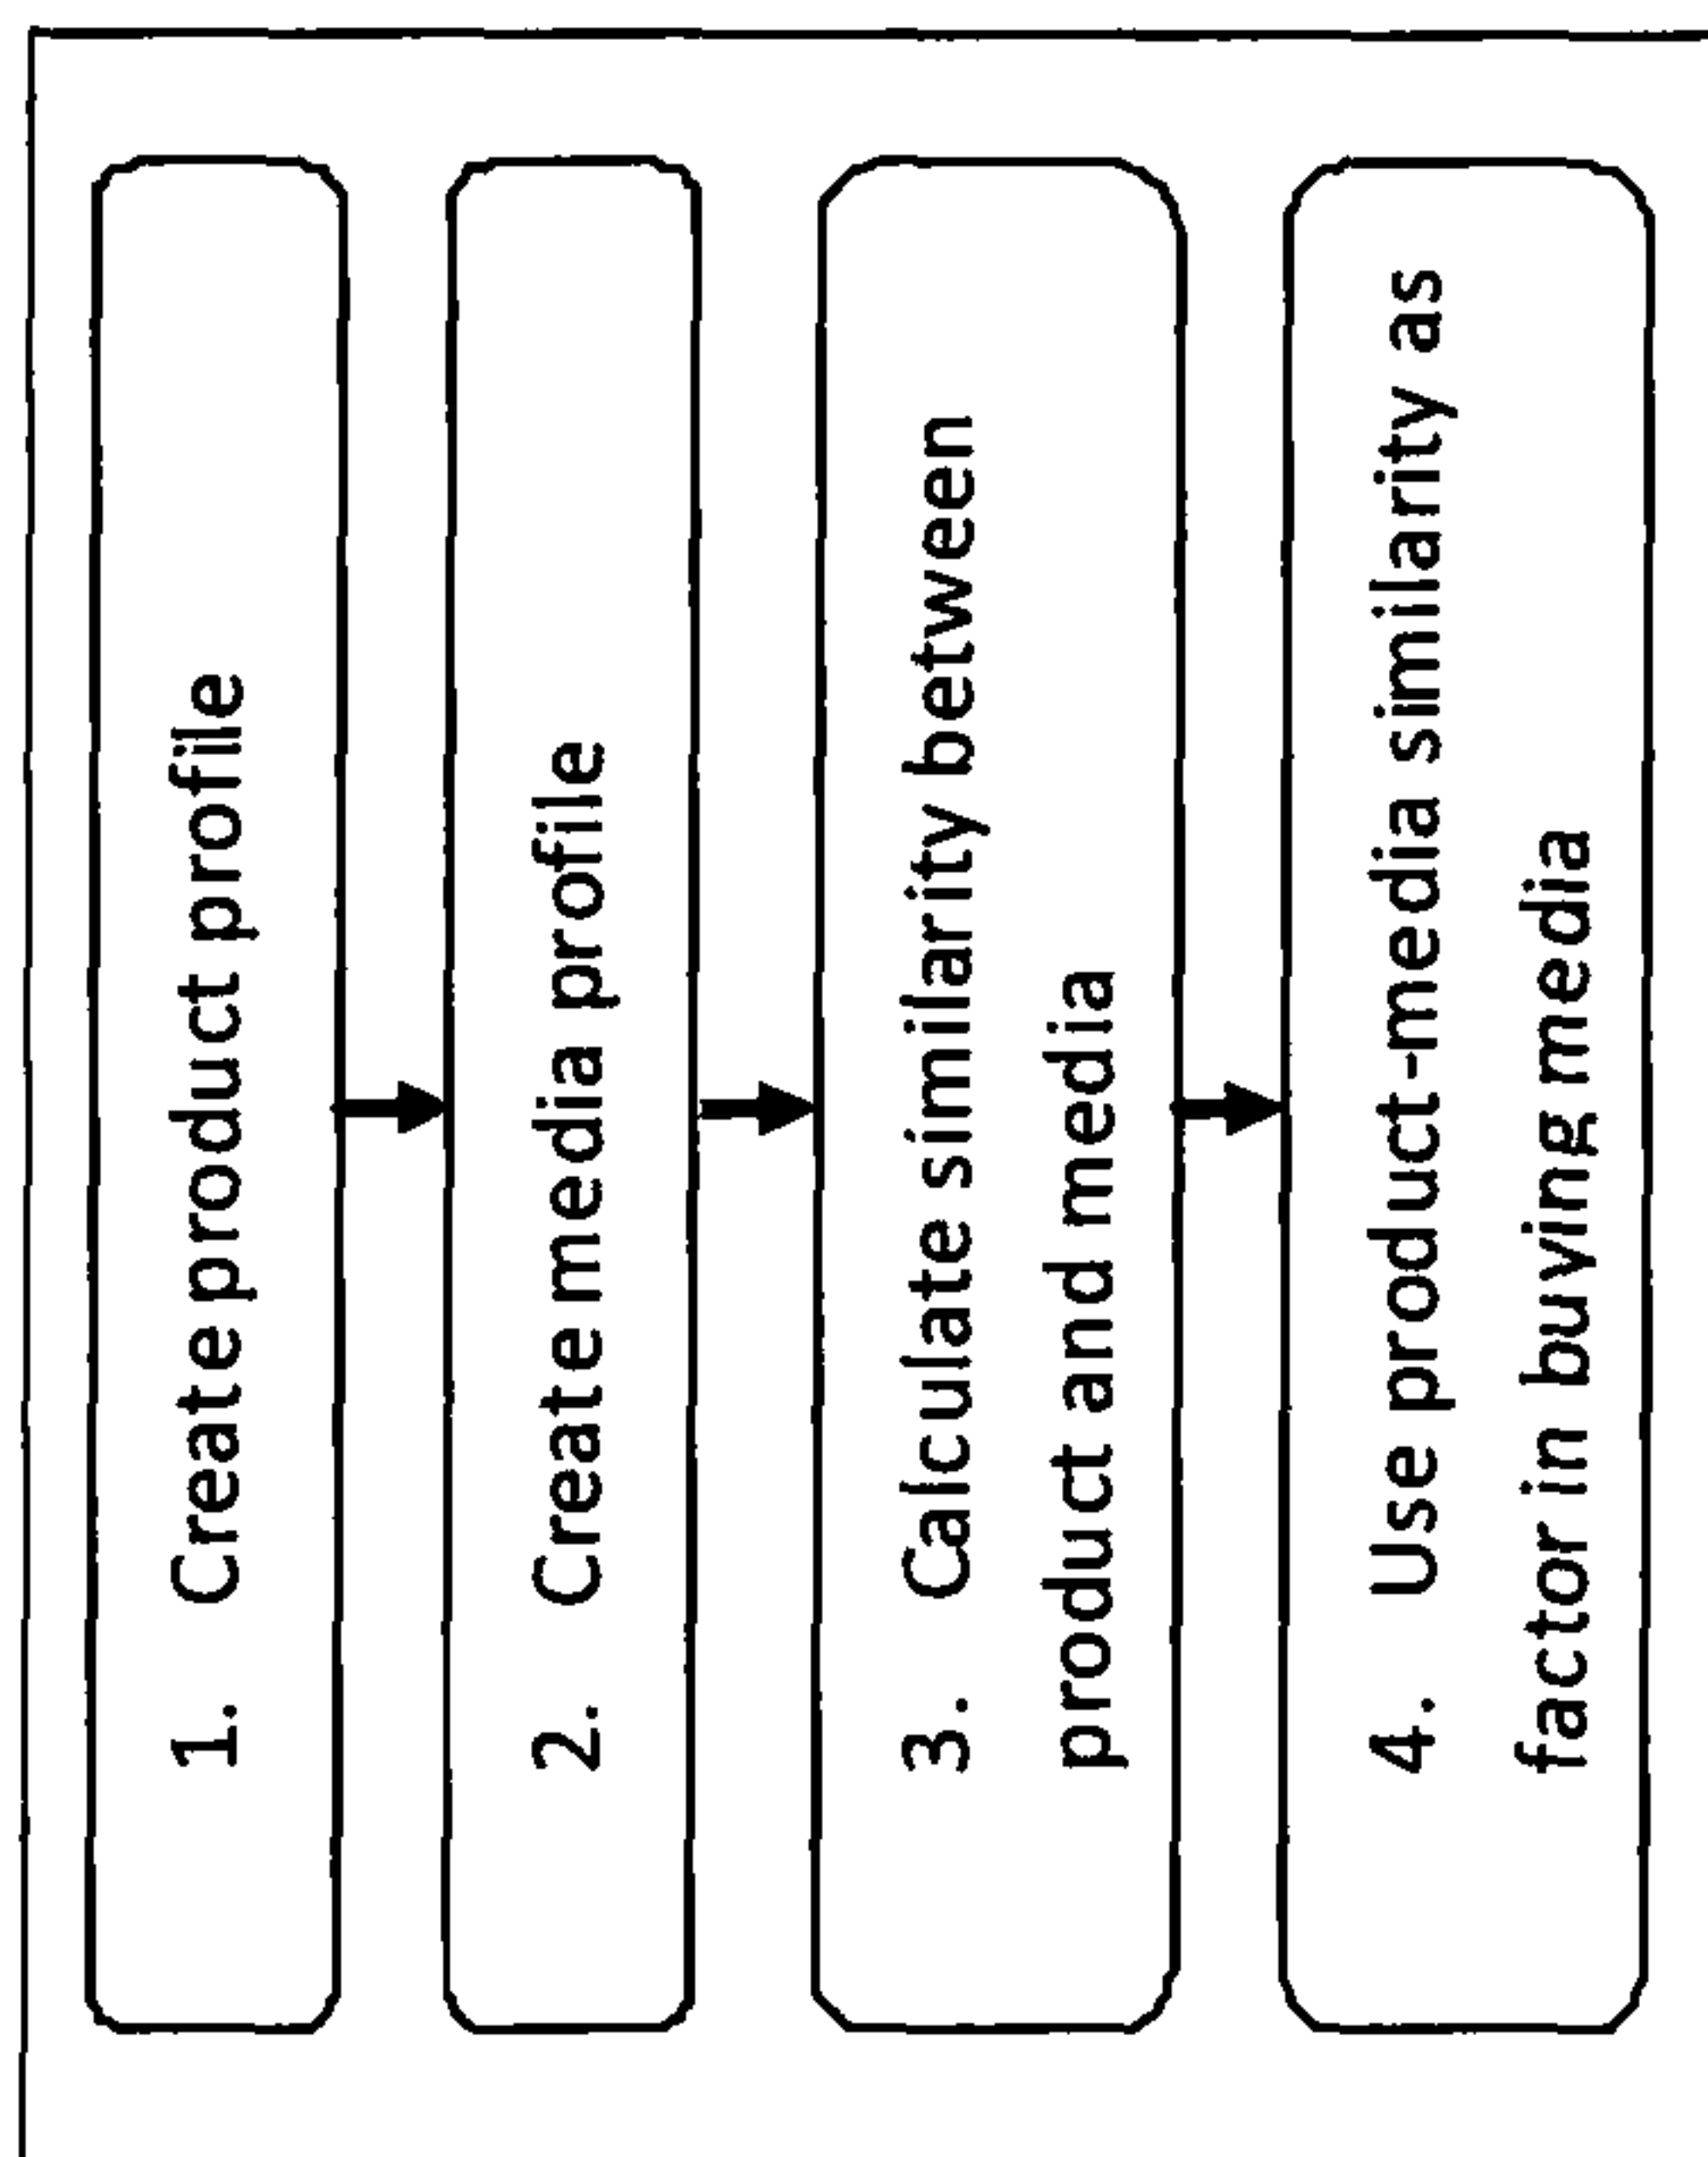 1. Create product profile
2. Create media profile
3. Calculate similarity between
product and media
4. Use product-media similarity as
factor in buying media